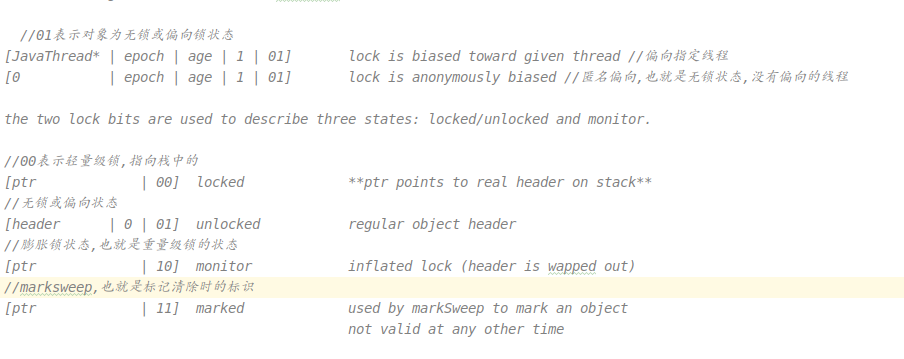 //01表示对象为无锁或偏向锁状态
[JavaThread* | epoch | age | 1 | 01] lock is biased toward given thread //偏向指定线程
[0 | epoch | age | 1 | 01] lock is anonymously biased //匿名偏向,也就是无锁状态,没有偏向的线程
the two lock bits are used to describe three states: locked/unlocked and monitor.
//00表示轻量级锁,指向栈中的
[ptr | 00] locked **ptr points to real header on stack**
//无锁或偏向状态
[header | 0 | 01] unlocked regular object header
//膨胀锁状态,也就是重量级锁的状态
[ptr | 10] monitor inflated lock (header is wapped out)
//marksweep,也就是标记清除时的标识
[ptr | 11] marked used by markSweep to mark an object
not valid at any other time